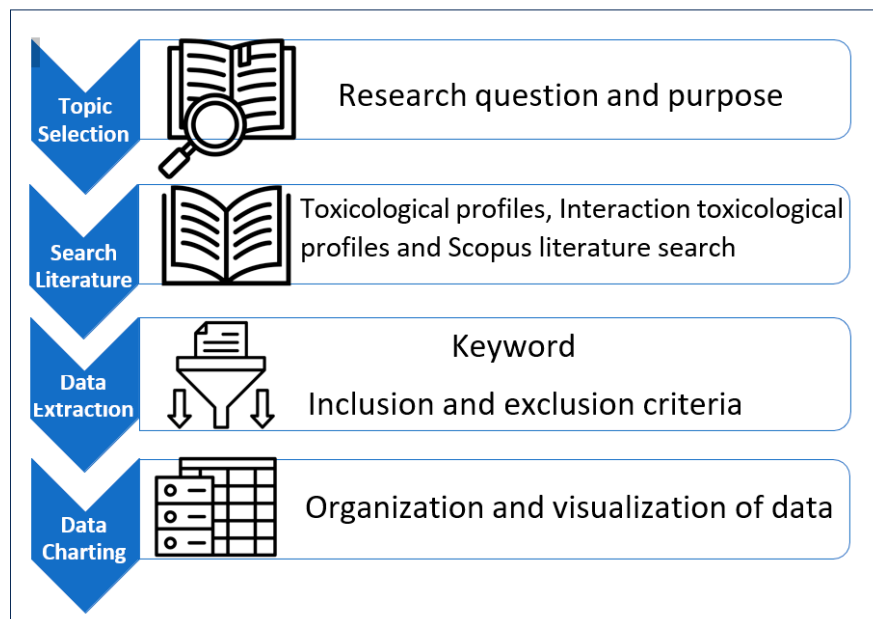 Topic
Selection
Research question and purpose
Search
Literature
Toxicological profiles, Interaction toxicological
profiles and Scopus literature search
Data
Extraction
Keyword
Inclusion and exclusion criteria
Data
Charting
Organization and visualization of data